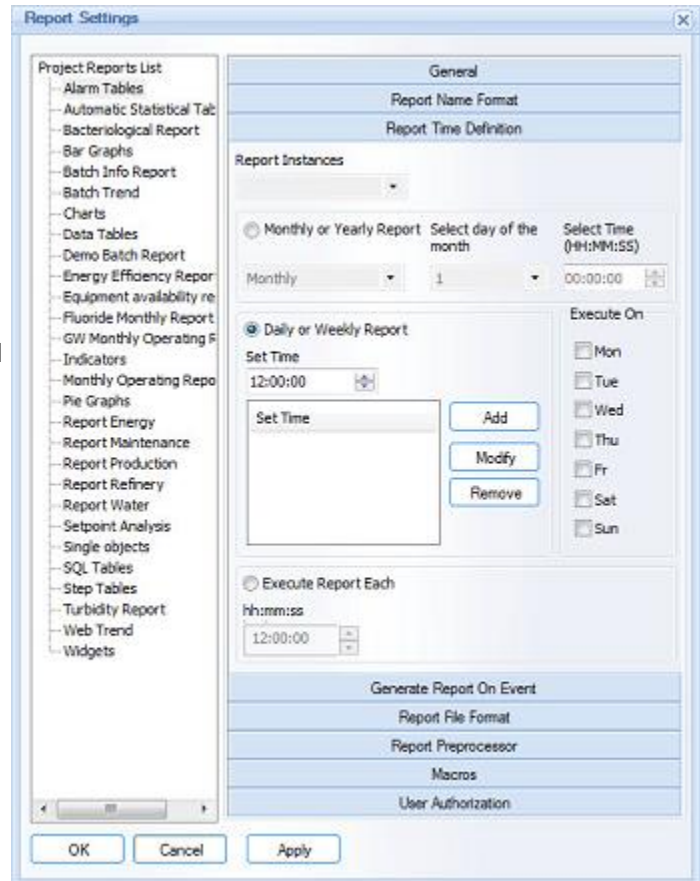 Report Settings
Project Reports List
Alarm Tables
Automatic Statistical Tab
Bacteriological Report
Bar Graphs
Batch Info Report
Batch Trend
Charts
Data Tables
Demo Batch Report
Energy Efficiency Repor
Equipment availability re
Fluoride Monthly Report
GW Monthly Operating R
Indicators
Monthly Operating Repo
Pie Graphs
Report Energy
Report Maintenance
Report Production
Report Refinery
Report Water
Setpoint Analysis
Single objects
SQL Tables
Step Tables
Turbidity Report
Web Trend
Widgets
General
Report Name Format
Report Time Definition
Report Instances
Monthly or Yearly Report
Select day of the
month
Select Time
(HH:MM:SS)
Monthly
1
00:00:00
Daily or Weekly Report
Set Time
12:00:00
Set Time
Add
Modify
Remove
Execute On
Mon
Tue
Wed
Thu
Fr
Sat
Sun
Execute Report Each
hh:mm:ss
12:00:00
Generate Report On Event
Report File Format
Report Preprocessor
Macros
User Authorization
OK
Cancel
Apply